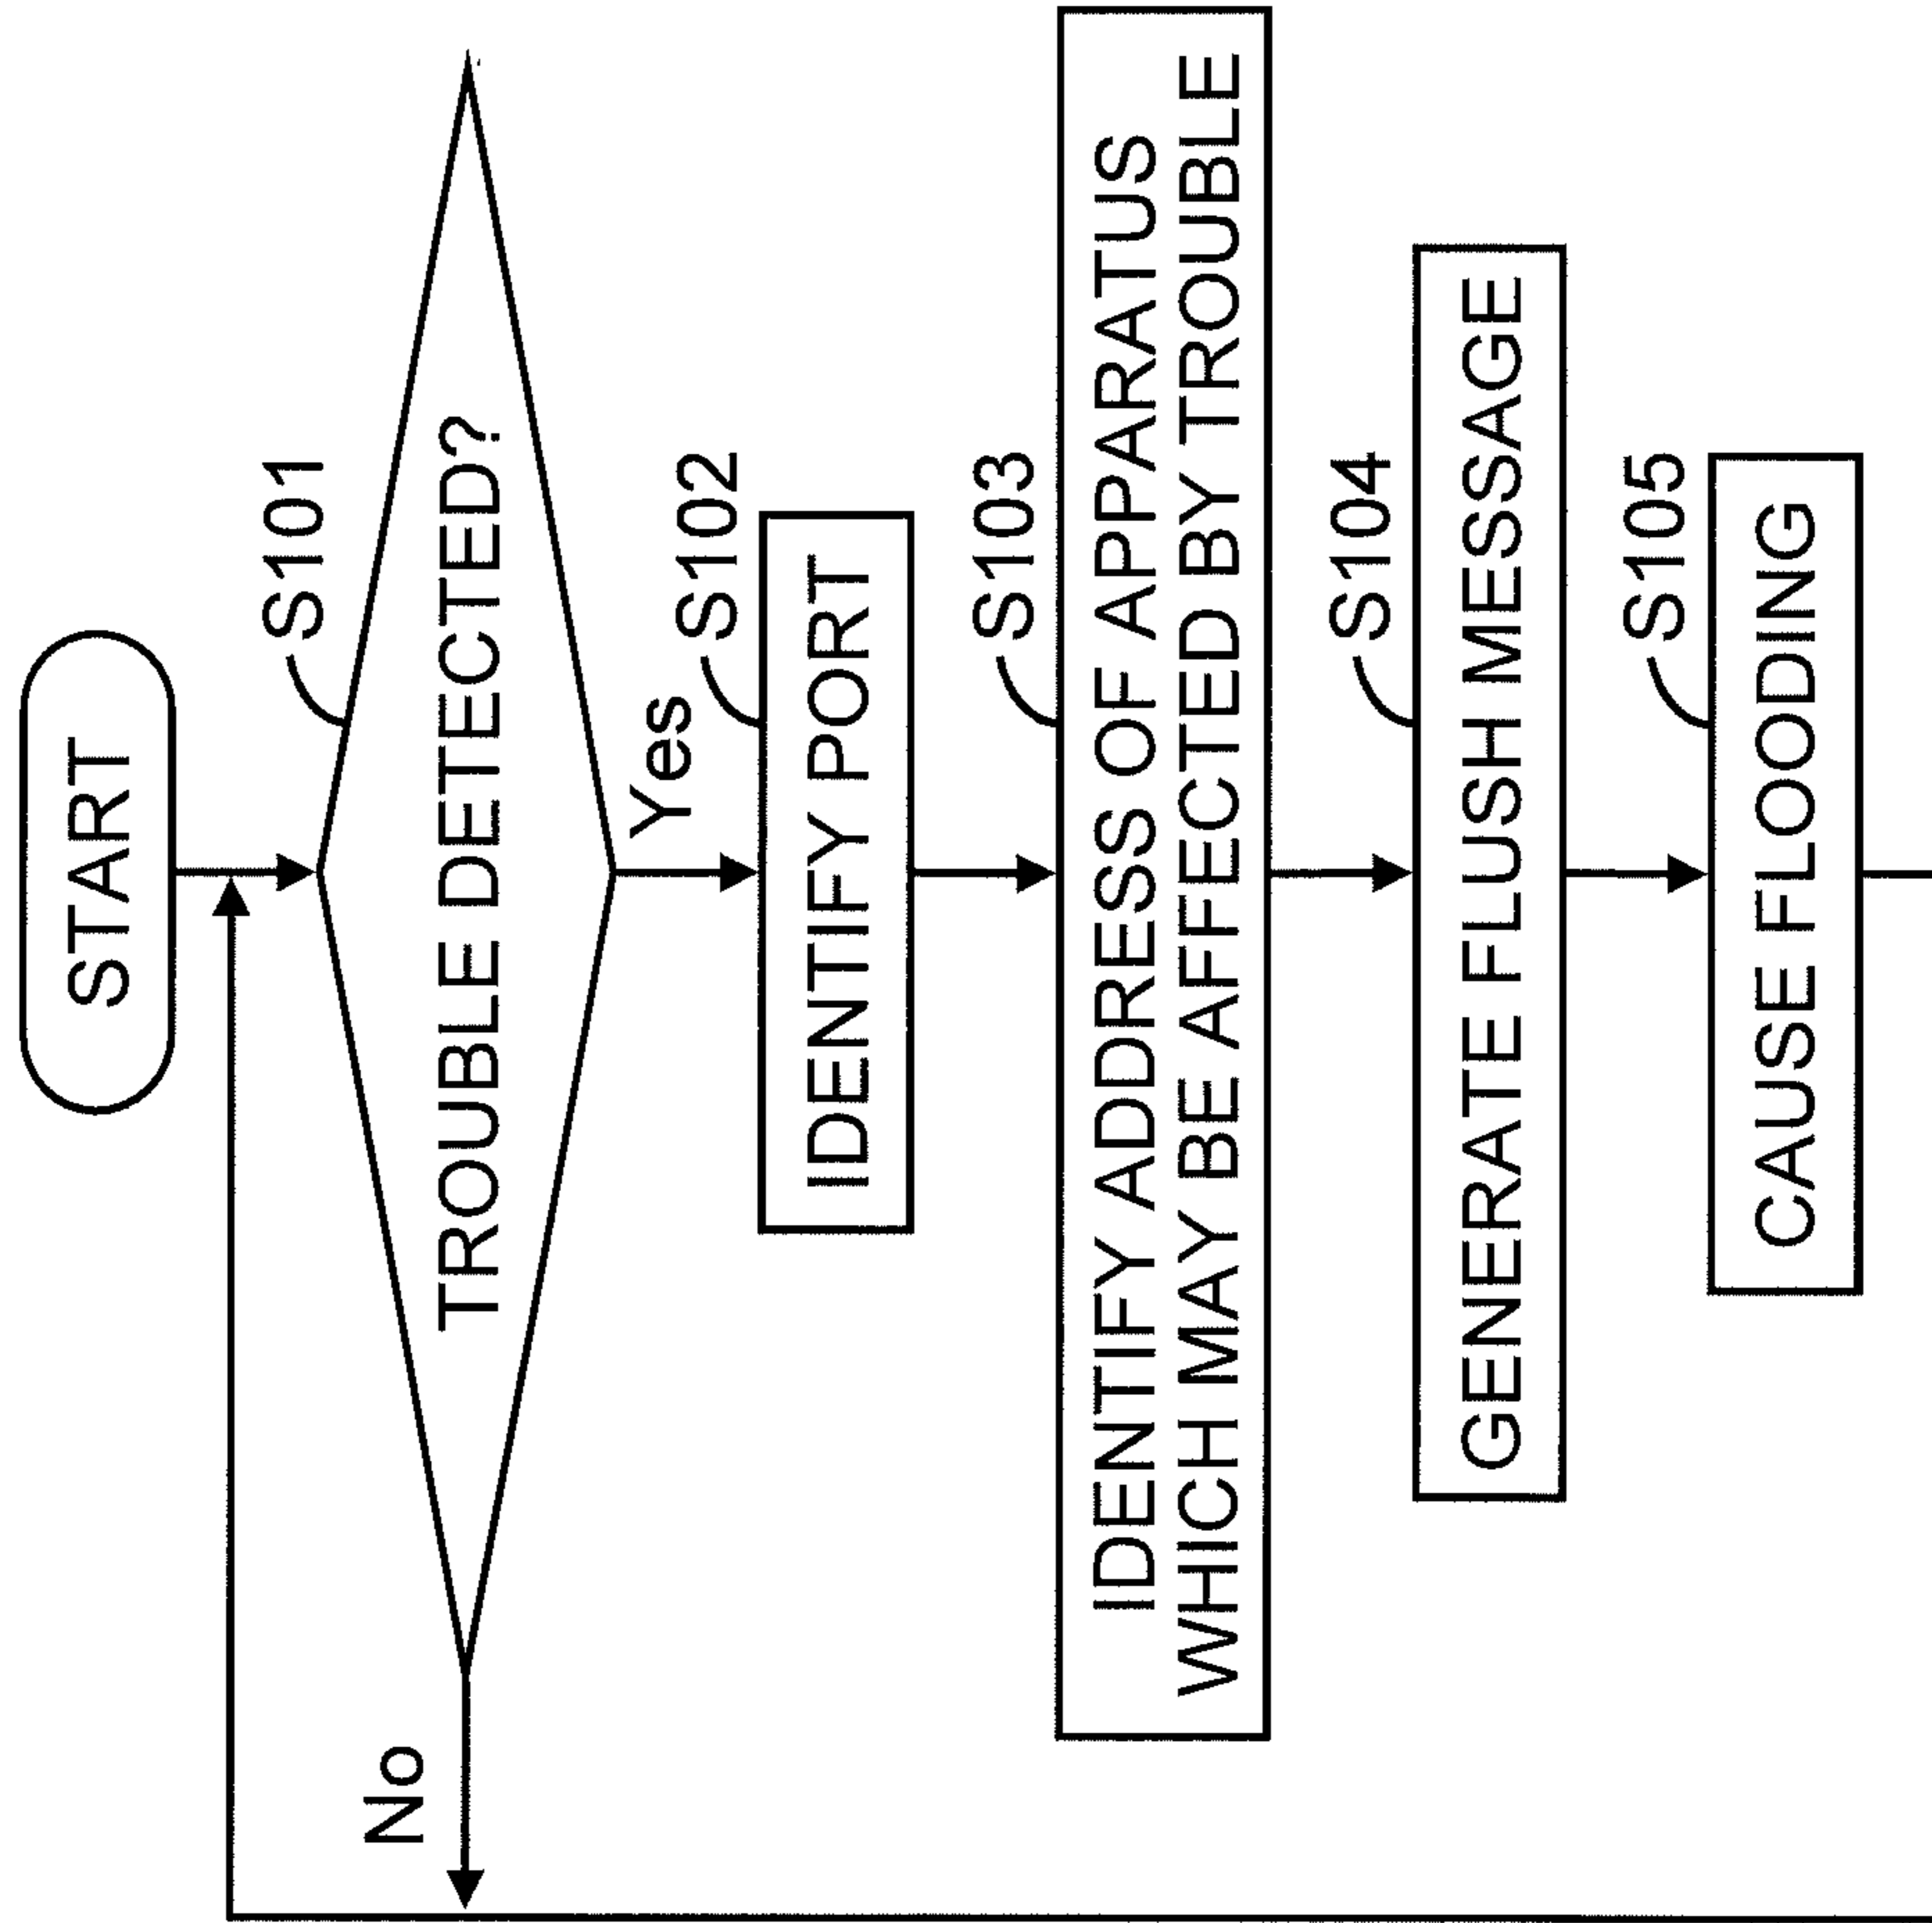 START
S101
TROUBLE DETECTED?
No
Yes
S102
IDENTIFY PORT
S103
IDENTIFY ADDRESS OF APPARATUS
WHICH MAY BE AFFECTED BY TROUBLE
S104
GENERATE FLUSH MESSAGE
S105
CAUSE FLOODING